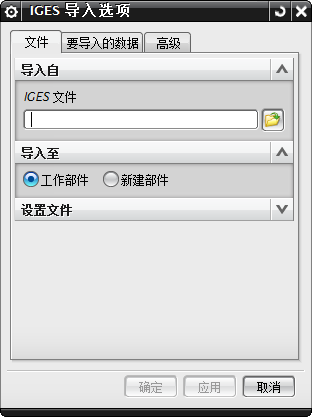 IGES 导入选项
文件 要导入的数据 高级
导入自
IGES 文件
导入至
工作部件 新建部件
设置文件
确定 应用 取消